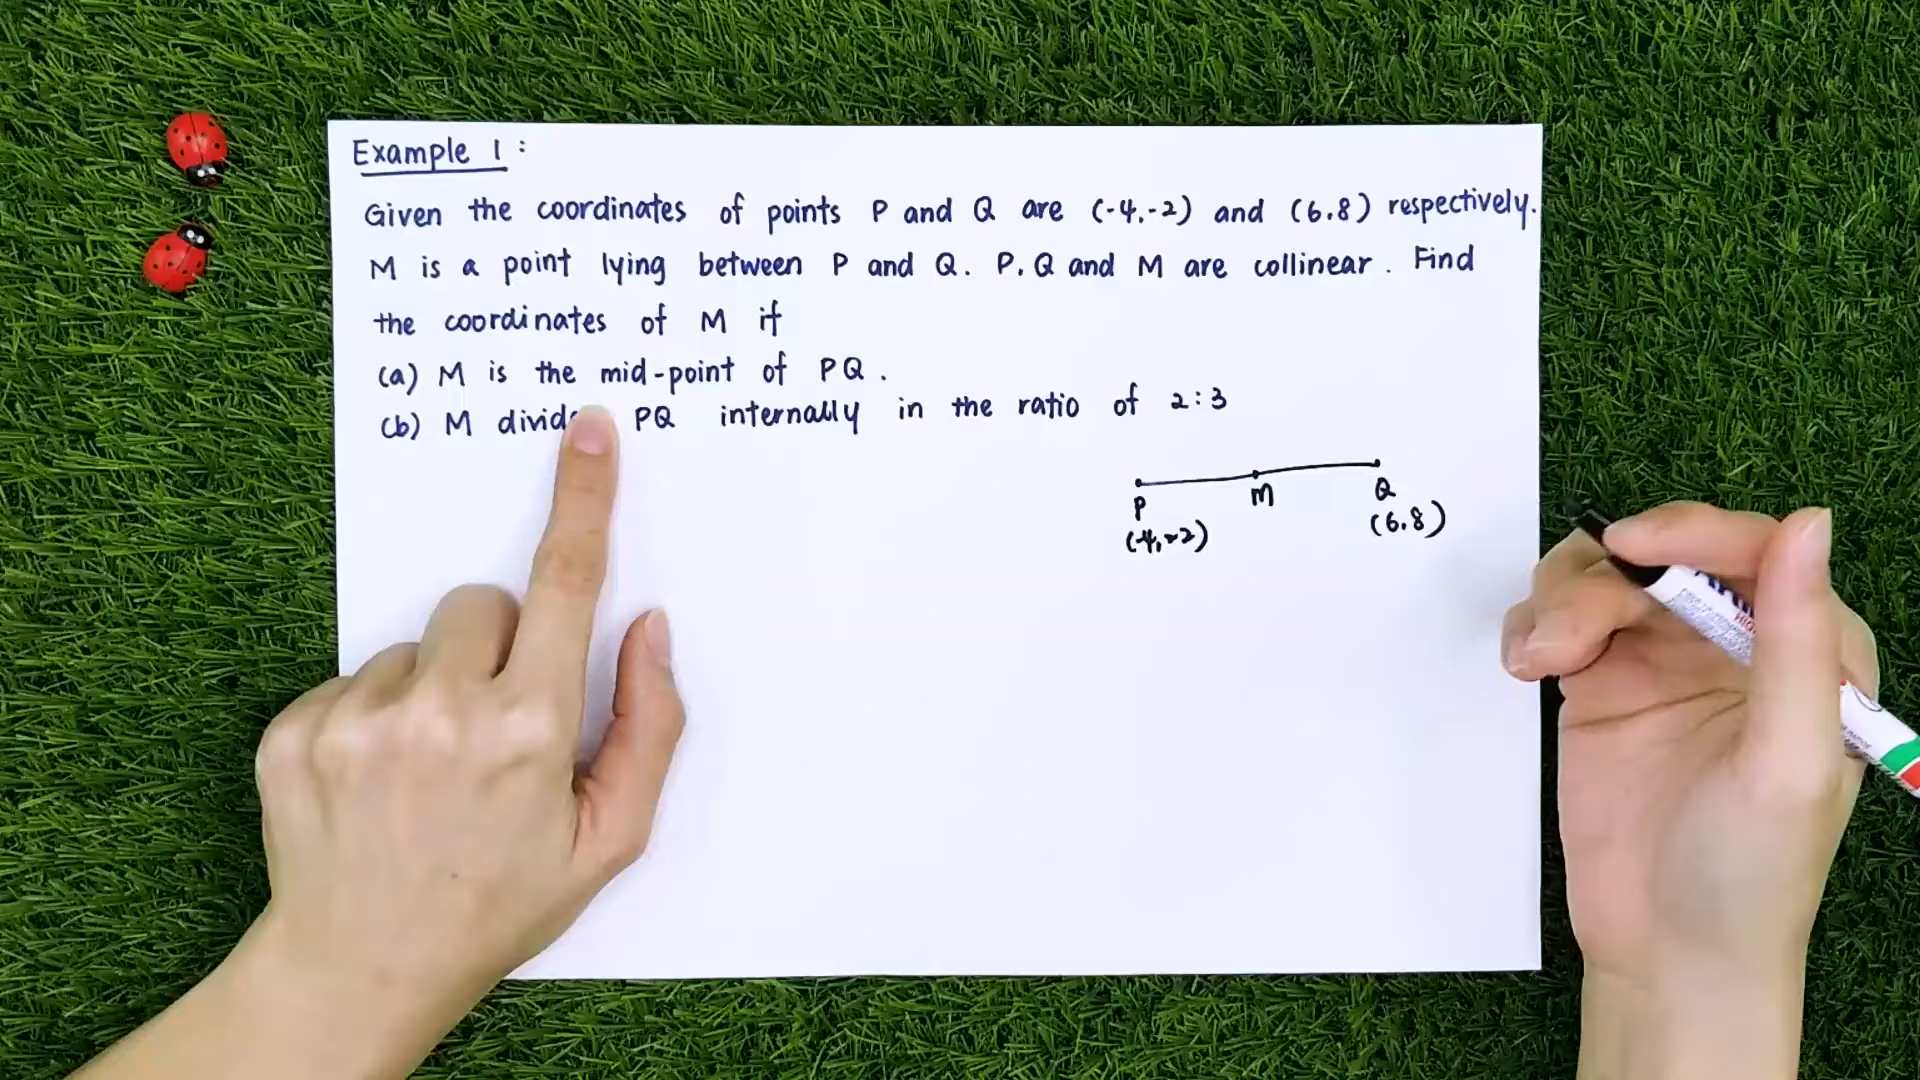 Example 1 :
Given the coordinates of points P and Q are (-4,-2) and (6,8) respectively.
M is a point lying between P and Q. P, Q and M are collinear. Find
the coordinates of M if
(a) M is the mid-point of PQ.
(b) M PQ internally in the ratio of 2:3
P M Q
(-4,-2) (6,8)